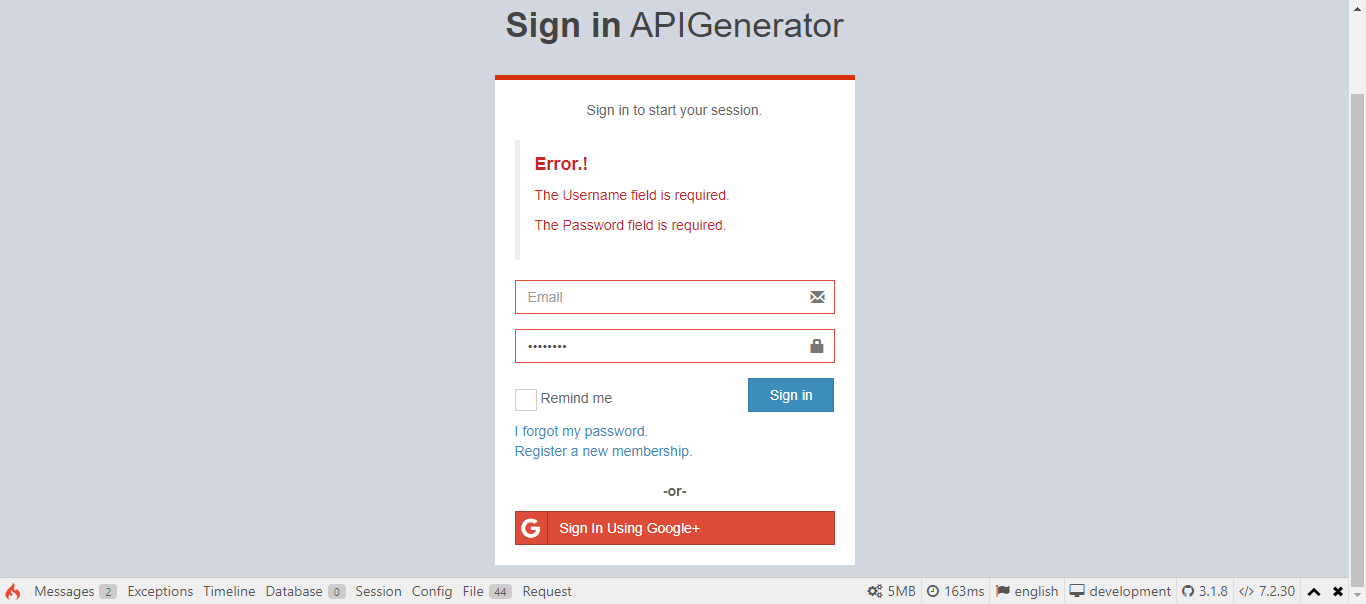 Sign in APIGenerator
Sign in to start your session.
Error.!
The Username field is required.
The Password field is required.
Email
••••••••
Remind me
Sign in
I forgot my password.
Register a new membership.
-or-
G Sign In Using Google+
Messages 2 Exceptions Timeline Database 0 Session Config File 44 Request 5MB 163ms english development 3.1.8 </> 7.2.30